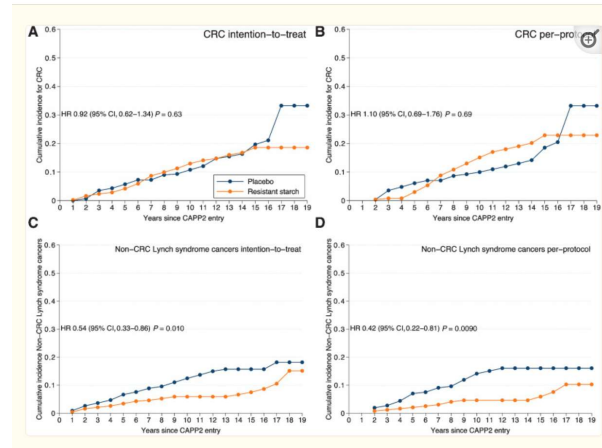 A
CRC intention-to-treat
Cumulative incidence for CRC
0.6
0.5
0.4
0.3
0.2
0.1
0
HR 0.92 (95% CI, 0.62–1.34) P = 0.63
Placebo
Resistant starch
0 1 2 3 4 5 6 7 8 9 10 11 12 13 14 15 16 17 18 19
Years since CAPP2 entry
B
CRC per-proto
Cumulative incidence for CRC
0.6
0.5
0.4
0.3
0.2
0.1
0
HR 1.10 (95% CI, 0.69–1.76) P = 0.69
0 1 2 3 4 5 6 7 8 9 10 11 12 13 14 15 16 17 18 19
Years since CAPP2 entry
C
Non-CRC Lynch syndrome cancers intention-to-treat
Cumulative incidence Non-CRC Lynch syndrome cancers
0.6
0.5
0.4
0.3
0.2
0.1
0
HR 0.54 (95% CI, 0.33–0.86) P = 0.010
0 1 2 3 4 5 6 7 8 9 10 11 12 13 14 15 16 17 18 19
Years since CAPP2 entry
D
Non-CRC Lynch syndrome cancers per-protocol
Cumulative incidence Non-CRC Lynch syndrome cancers
0.6
0.5
0.4
0.3
0.2
0.1
0
HR 0.42 (95% CI, 0.22–0.81) P = 0.0090
0 1 2 3 4 5 6 7 8 9 10 11 12 13 14 15 16 17 18 19
Years since CAPP2 entry